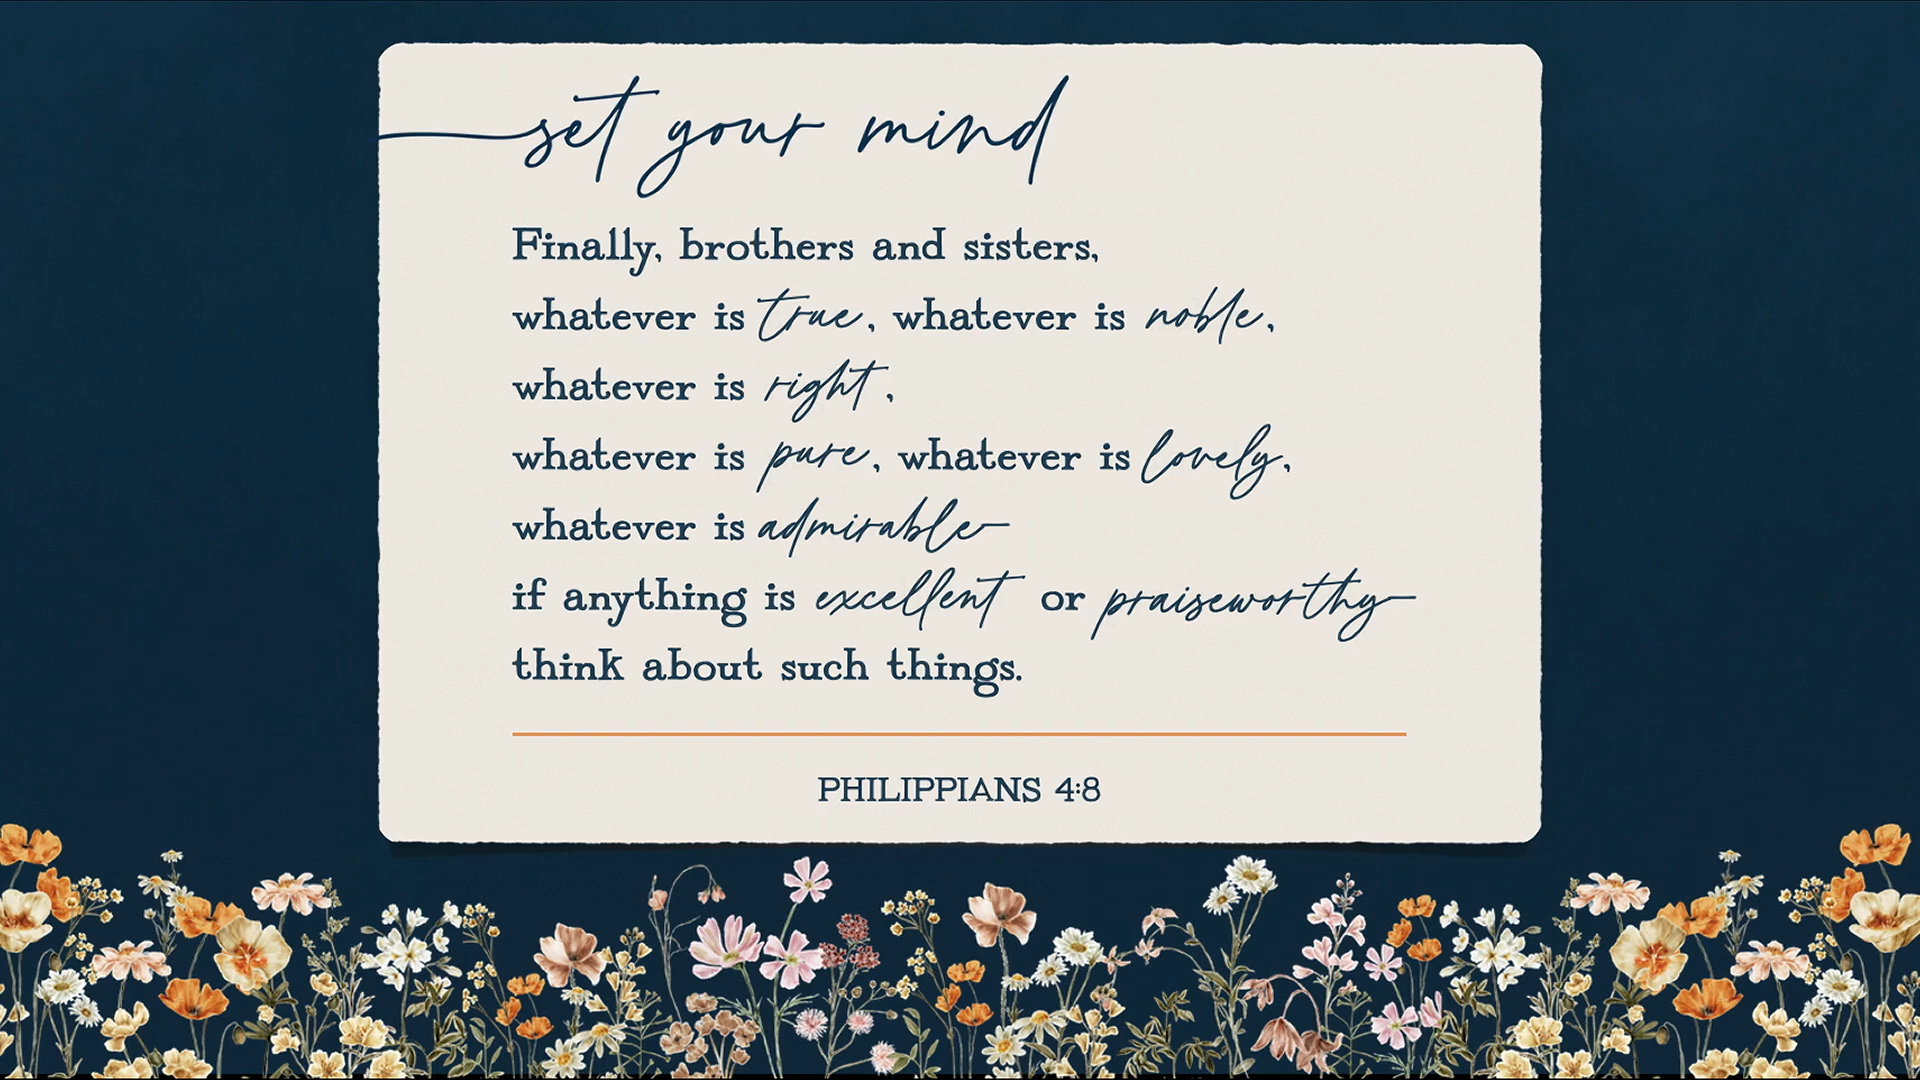 set your mind
Finally, brothers and sisters,
whatever is true, whatever is noble,
whatever is right,
whatever is pure, whatever is lovely,
whatever is admirable—
if anything is excellent or praiseworthy—
think about such things.
PHILIPPIANS 4:8